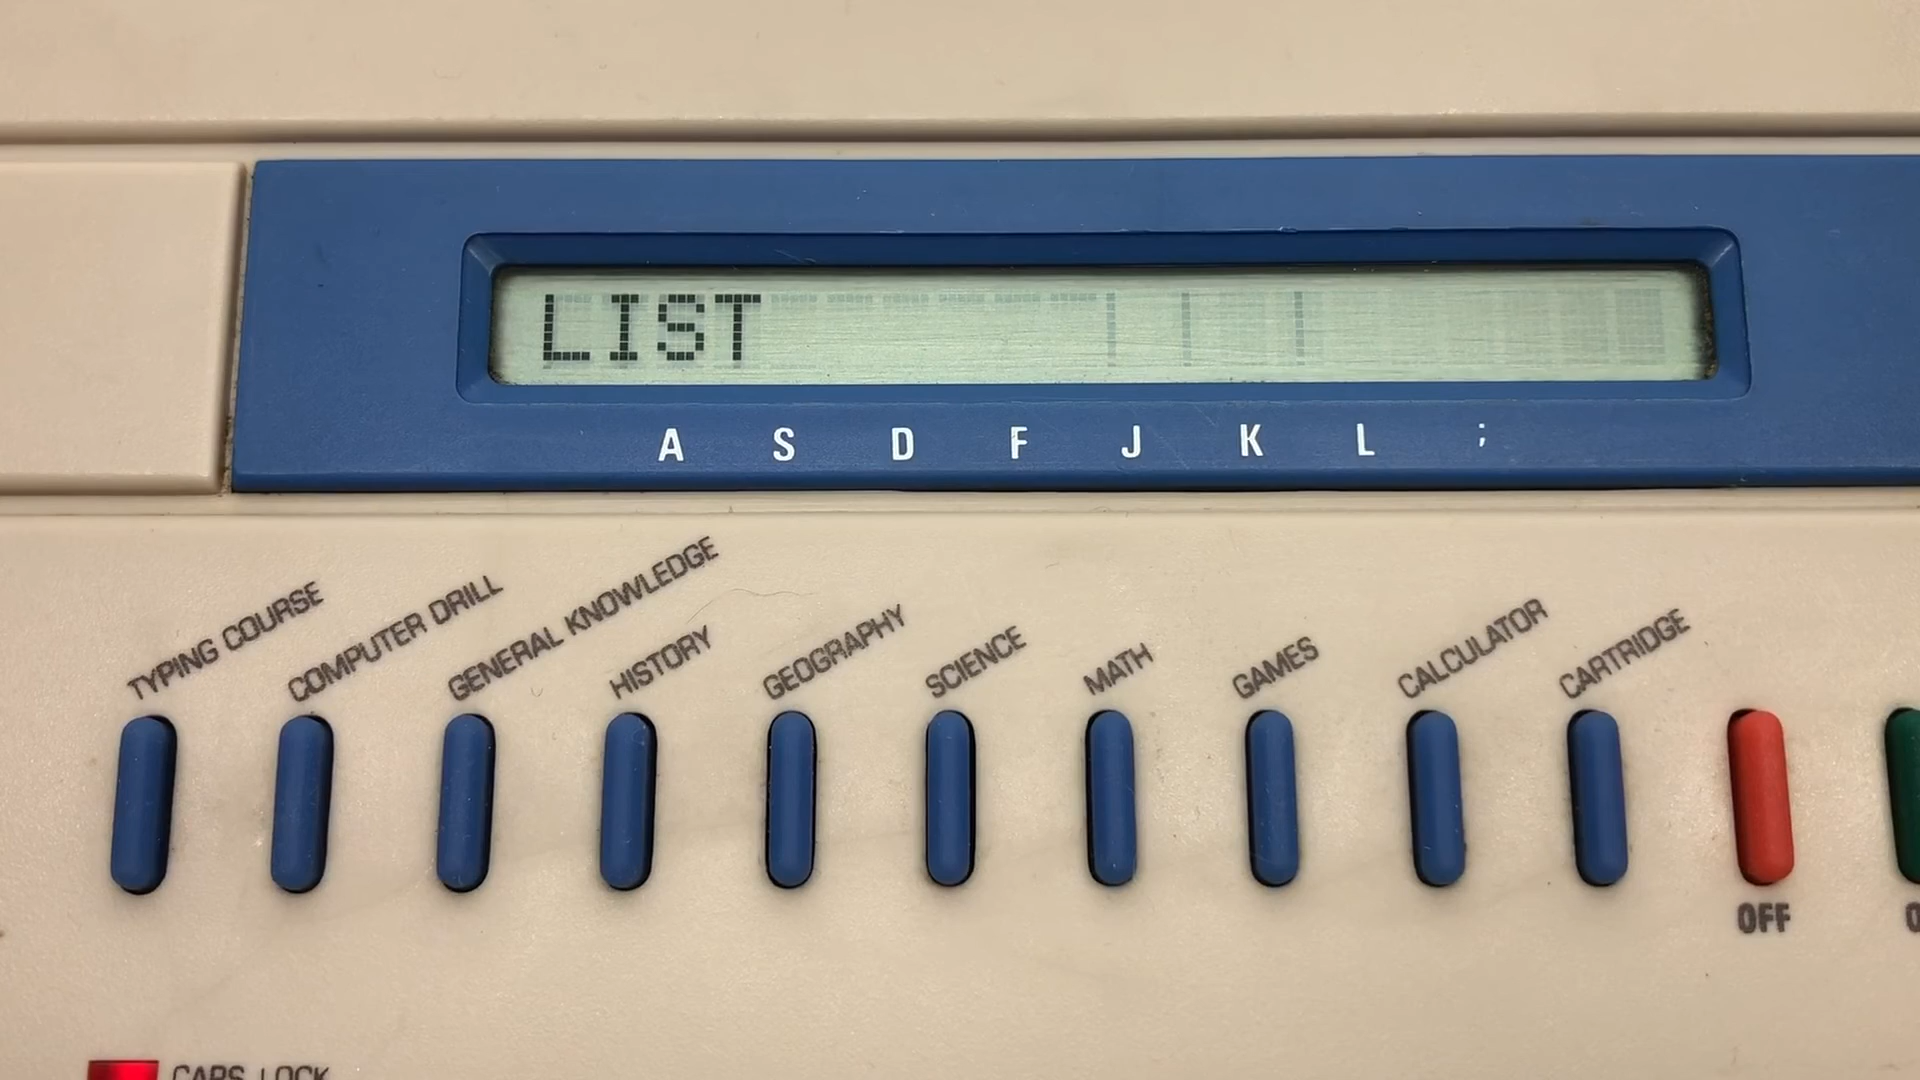 LIST
A S D F J K L ;
TYPING COURSE
COMPUTER DRILL
GENERAL KNOWLEDGE
HISTORY
GEOGRAPHY
SCIENCE
MATH
GAMES
CALCULATOR
CARTRIDGE
OFF
CAPS LOCK